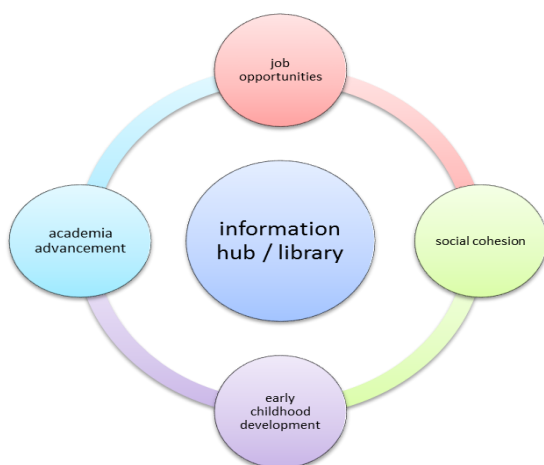 job
opportunities
academia
advancement
information
hub / library
social cohesion
early
childhood
development